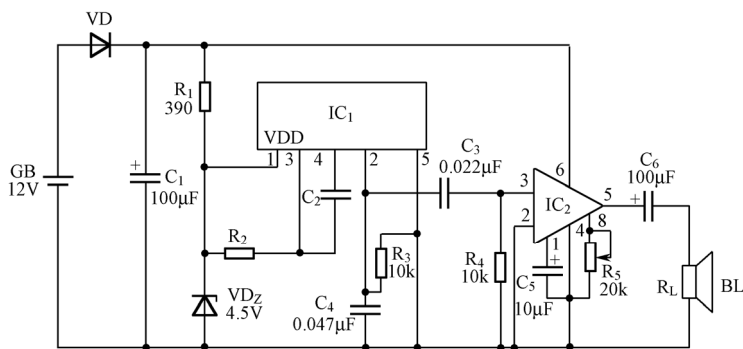 VD
R₁
390
IC₁
VDD
1
3
4
2
5
GB
12V
+
C₁
100μF
C₂
R₂
VD_Z
4.5V
R₃
10k
C₄
0.047μF
C₃
0.022μF
R₄
10k
3
2
6
IC₂
5
1
4
8
+
C₅
10μF
R₅
20k
C₆
100μF
+
R_L
BL